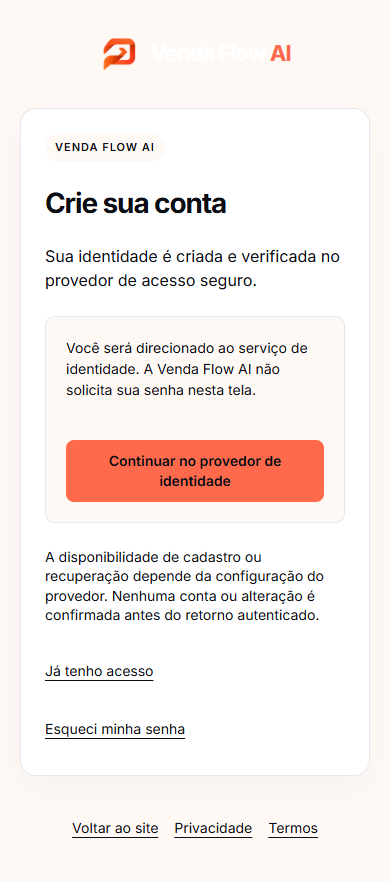 Venda Flow AI
VENDA FLOW AI
Crie sua conta
Sua identidade é criada e verificada no
provedor de acesso seguro.
Você será direcionado ao serviço de
identidade. A Venda Flow AI não
solicita sua senha nesta tela.
Continuar no provedor de
identidade
A disponibilidade de cadastro ou
recuperação depende da configuração do
provedor. Nenhuma conta ou alteração é
confirmada antes do retorno autenticado.
Já tenho acesso
Esqueci minha senha
Voltar ao site Privacidade Termos